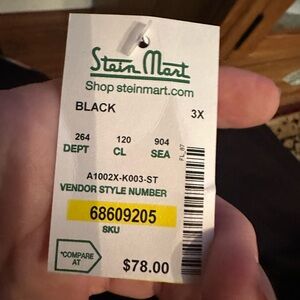 Stein Mart
Shop steinmart.com
BLACK 3X
264 120 904
DEPT CL SEA
A1002X-K003-ST
VENDOR STYLE NUMBER
68609205
SKU
*COMPARE
AT
$78.00
FL_87